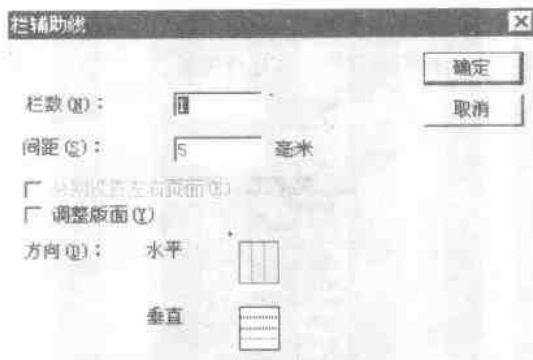 栏辅助线
确定
栏数(N): 1
取消
间距(S): 5 毫米
调整版面(Y)
方向(D): 水平
垂直